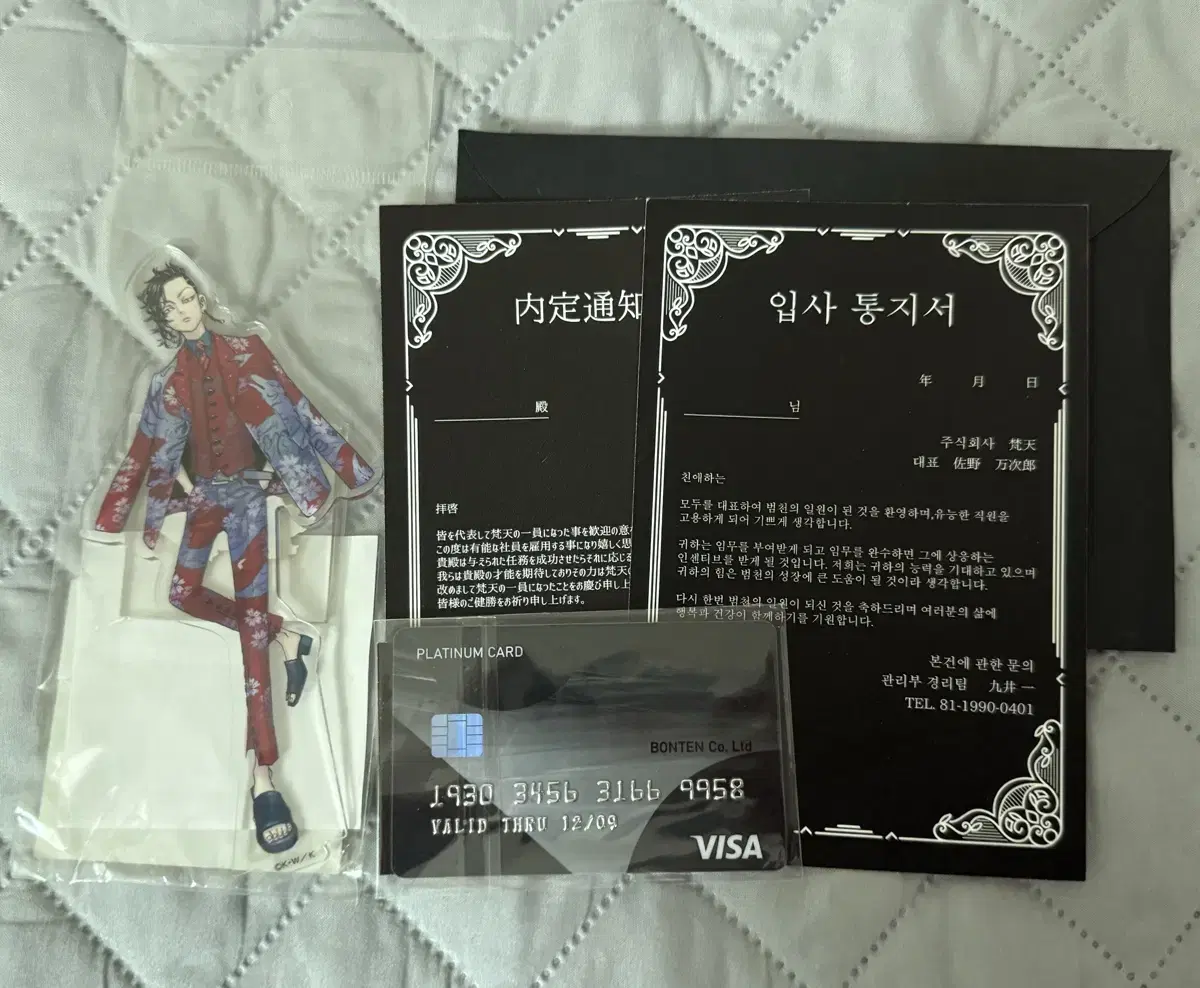 内定通知
殿
拝啓
皆を代表して梵天の一員になった事を歓迎の意
この度は有能な社員を雇用する事になり嬉しく思
貴殿は与えられた任務を成功させたらそれに応じる
我らは貴殿の才能を期待しておりその力は梵天の
改めまして梵天の一員になったことをお慶び申し上
皆様のご健勝をお祈り申し上げます。
입사 통지서
年 月 日
님
주식회사 梵天
대표 佐野 万次郎
친애하는
모두를 대표하여 범천의 일원이 된 것을 환영하며,유능한 직원을
고용하게 되어 기쁘게 생각합니다.
귀하는 임무를 부여받게 되고 임무를 완수하면 그에 상응하는
인센티브를 받게 될 것입니다. 저희는 귀하의 능력을 기대하고 있으며
귀하의 힘은 범천의 성장에 큰 도움이 될 것이라 생각합니다.
다시 한번 범천의 일원이 되신 것을 축하드리며 여러분의 삶에
행복과 건강이 함께하기를 기원합니다.
본건에 관한 문의
관리부 경리팀 九井 一
TEL. 81-1990-0401
PLATINUM CARD
BONTEN Co. Ltd
1930 3456 3166 9958
VALID THRU 12/09
VISA
©K・W/K